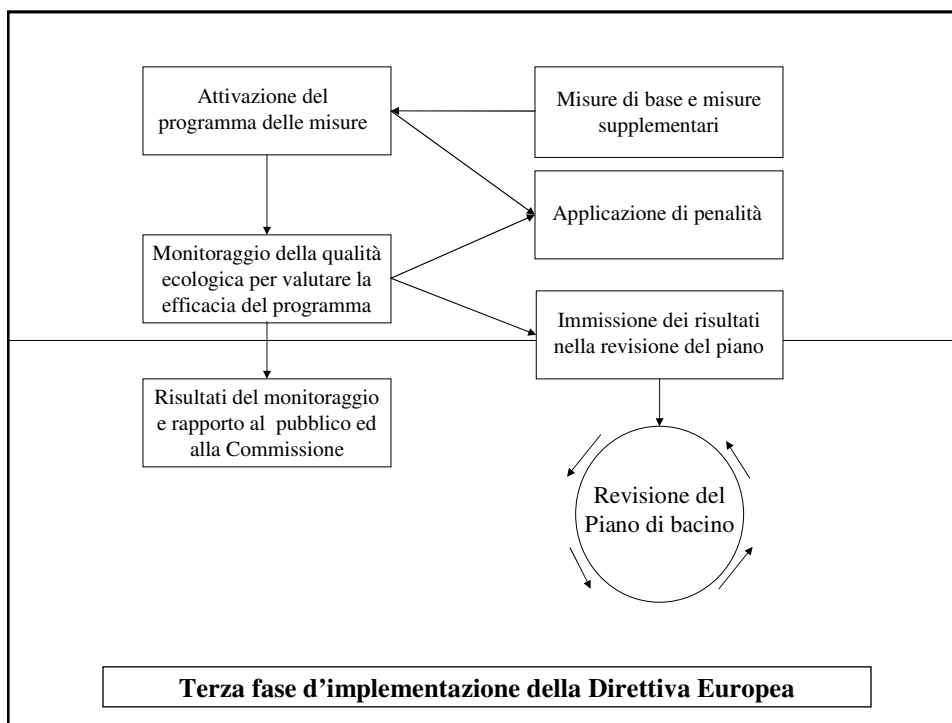 Attivazione del
programma delle misure
Misure di base e misure
supplementari
Applicazione di penalità
Monitoraggio della qualità
ecologica per valutare la
efficacia del programma
Immissione dei risultati
nella revisione del piano
Risultati del monitoraggio
e rapporto al pubblico ed
alla Commissione
Revisione del
Piano di bacino
Terza fase d’implementazione della Direttiva Europea